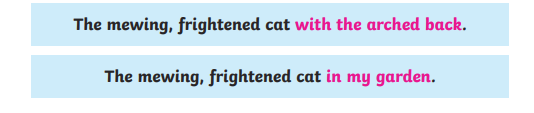 The mewing, frightened cat with the arched back.
The mewing, frightened cat in my garden.